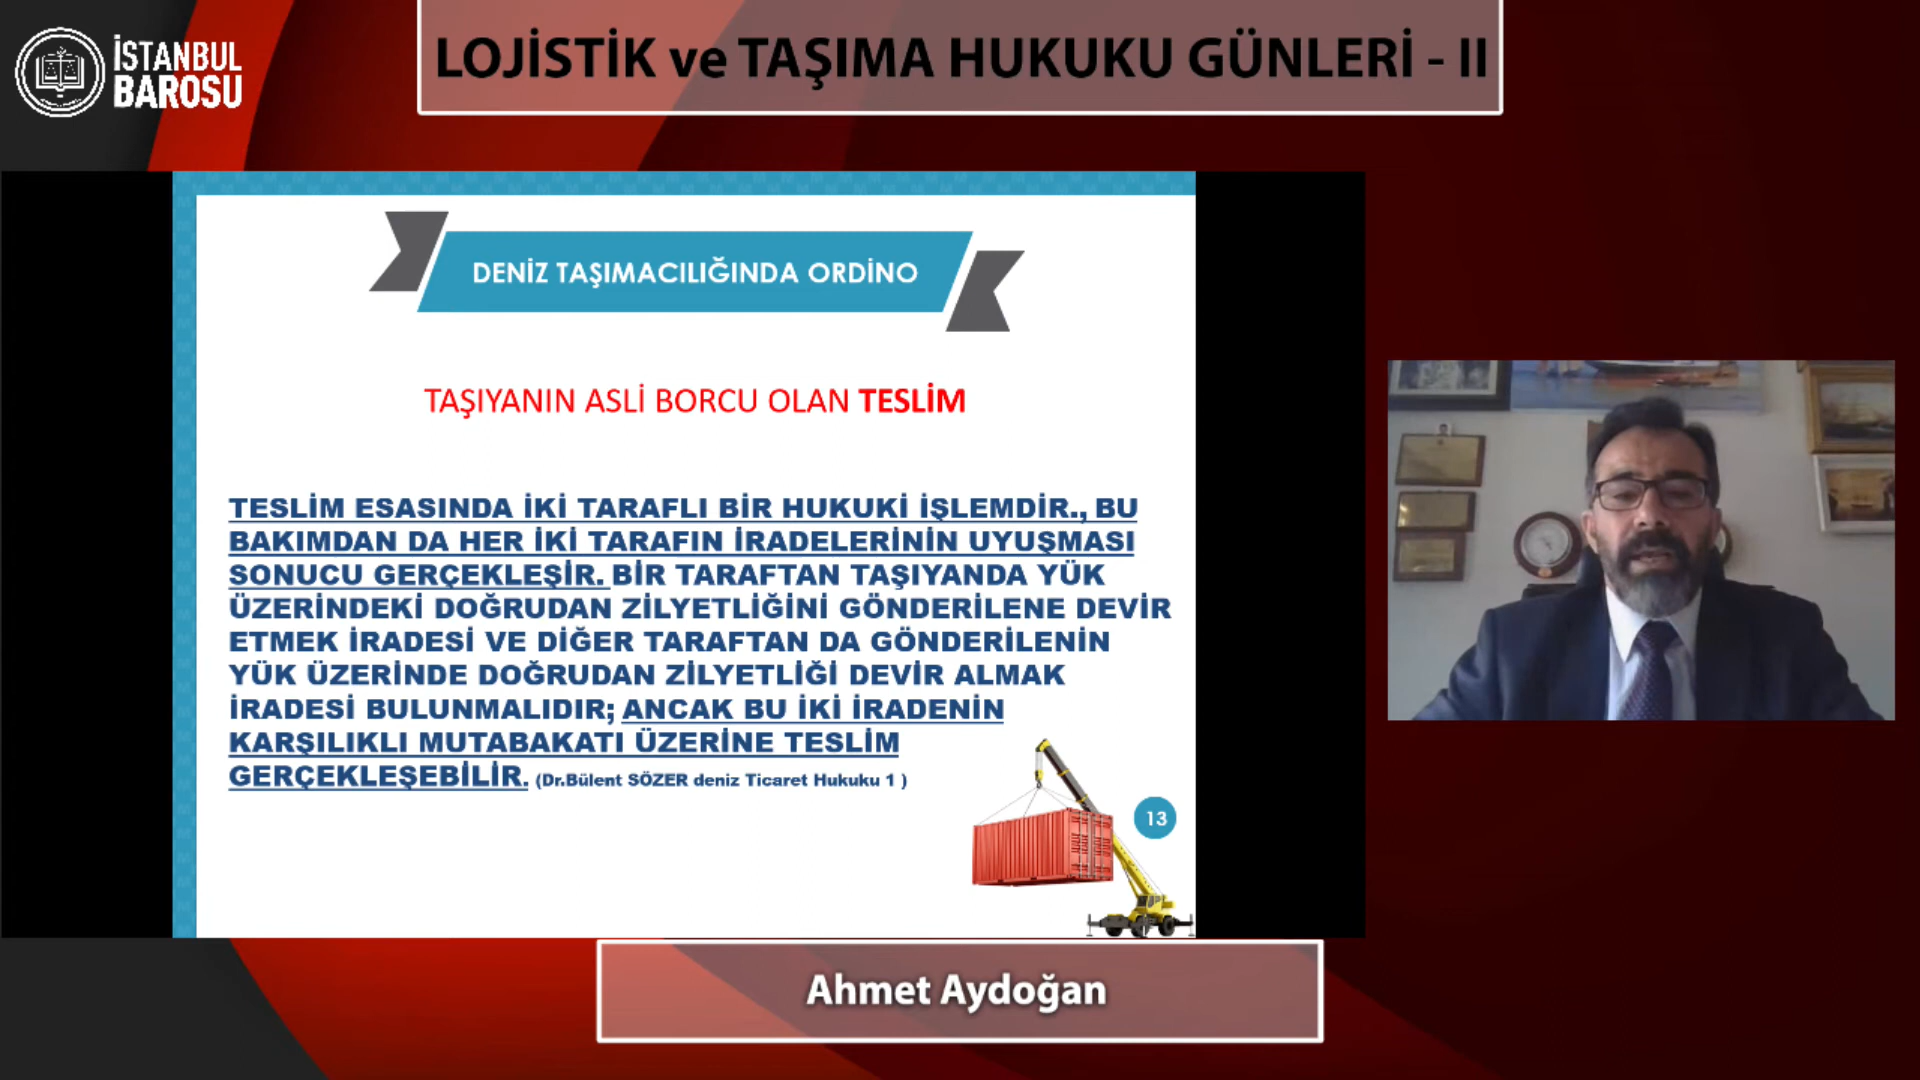 İSTANBUL
BAROSU
LOJİSTİK ve TAŞIMA HUKUKU GÜNLERİ - II
DENİZ TAŞIMACILIĞINDA ORDİNO
TAŞIYANIN ASLİ BORCU OLAN TESLİM
TESLİM ESASINDA İKİ TARAFLI BİR HUKUKİ İŞLEMDİR., BU
BAKIMDAN DA HER İKİ TARAFIN İRADELERİNİN UYUŞMASI
SONUCU GERÇEKLEŞİR. BİR TARAFTAN TAŞIYANDA YÜK
ÜZERİNDEKİ DOĞRUDAN ZİLYETLİĞİNİ GÖNDERİLENE DEVİR
ETMEK İRADESİ VE DİĞER TARAFTAN DA GÖNDERİLENİN
YÜK ÜZERİNDE DOĞRUDAN ZİLYETLİĞİ DEVİR ALMAK
İRADESİ BULUNMALIDIR; ANCAK BU İKİ İRADENİN
KARŞILIKLI MUTABAKATI ÜZERİNE TESLİM
GERÇEKLEŞEBİLİR. (Dr.Bülent SÖZER deniz Ticaret Hukuku 1 )
13
Ahmet Aydoğan